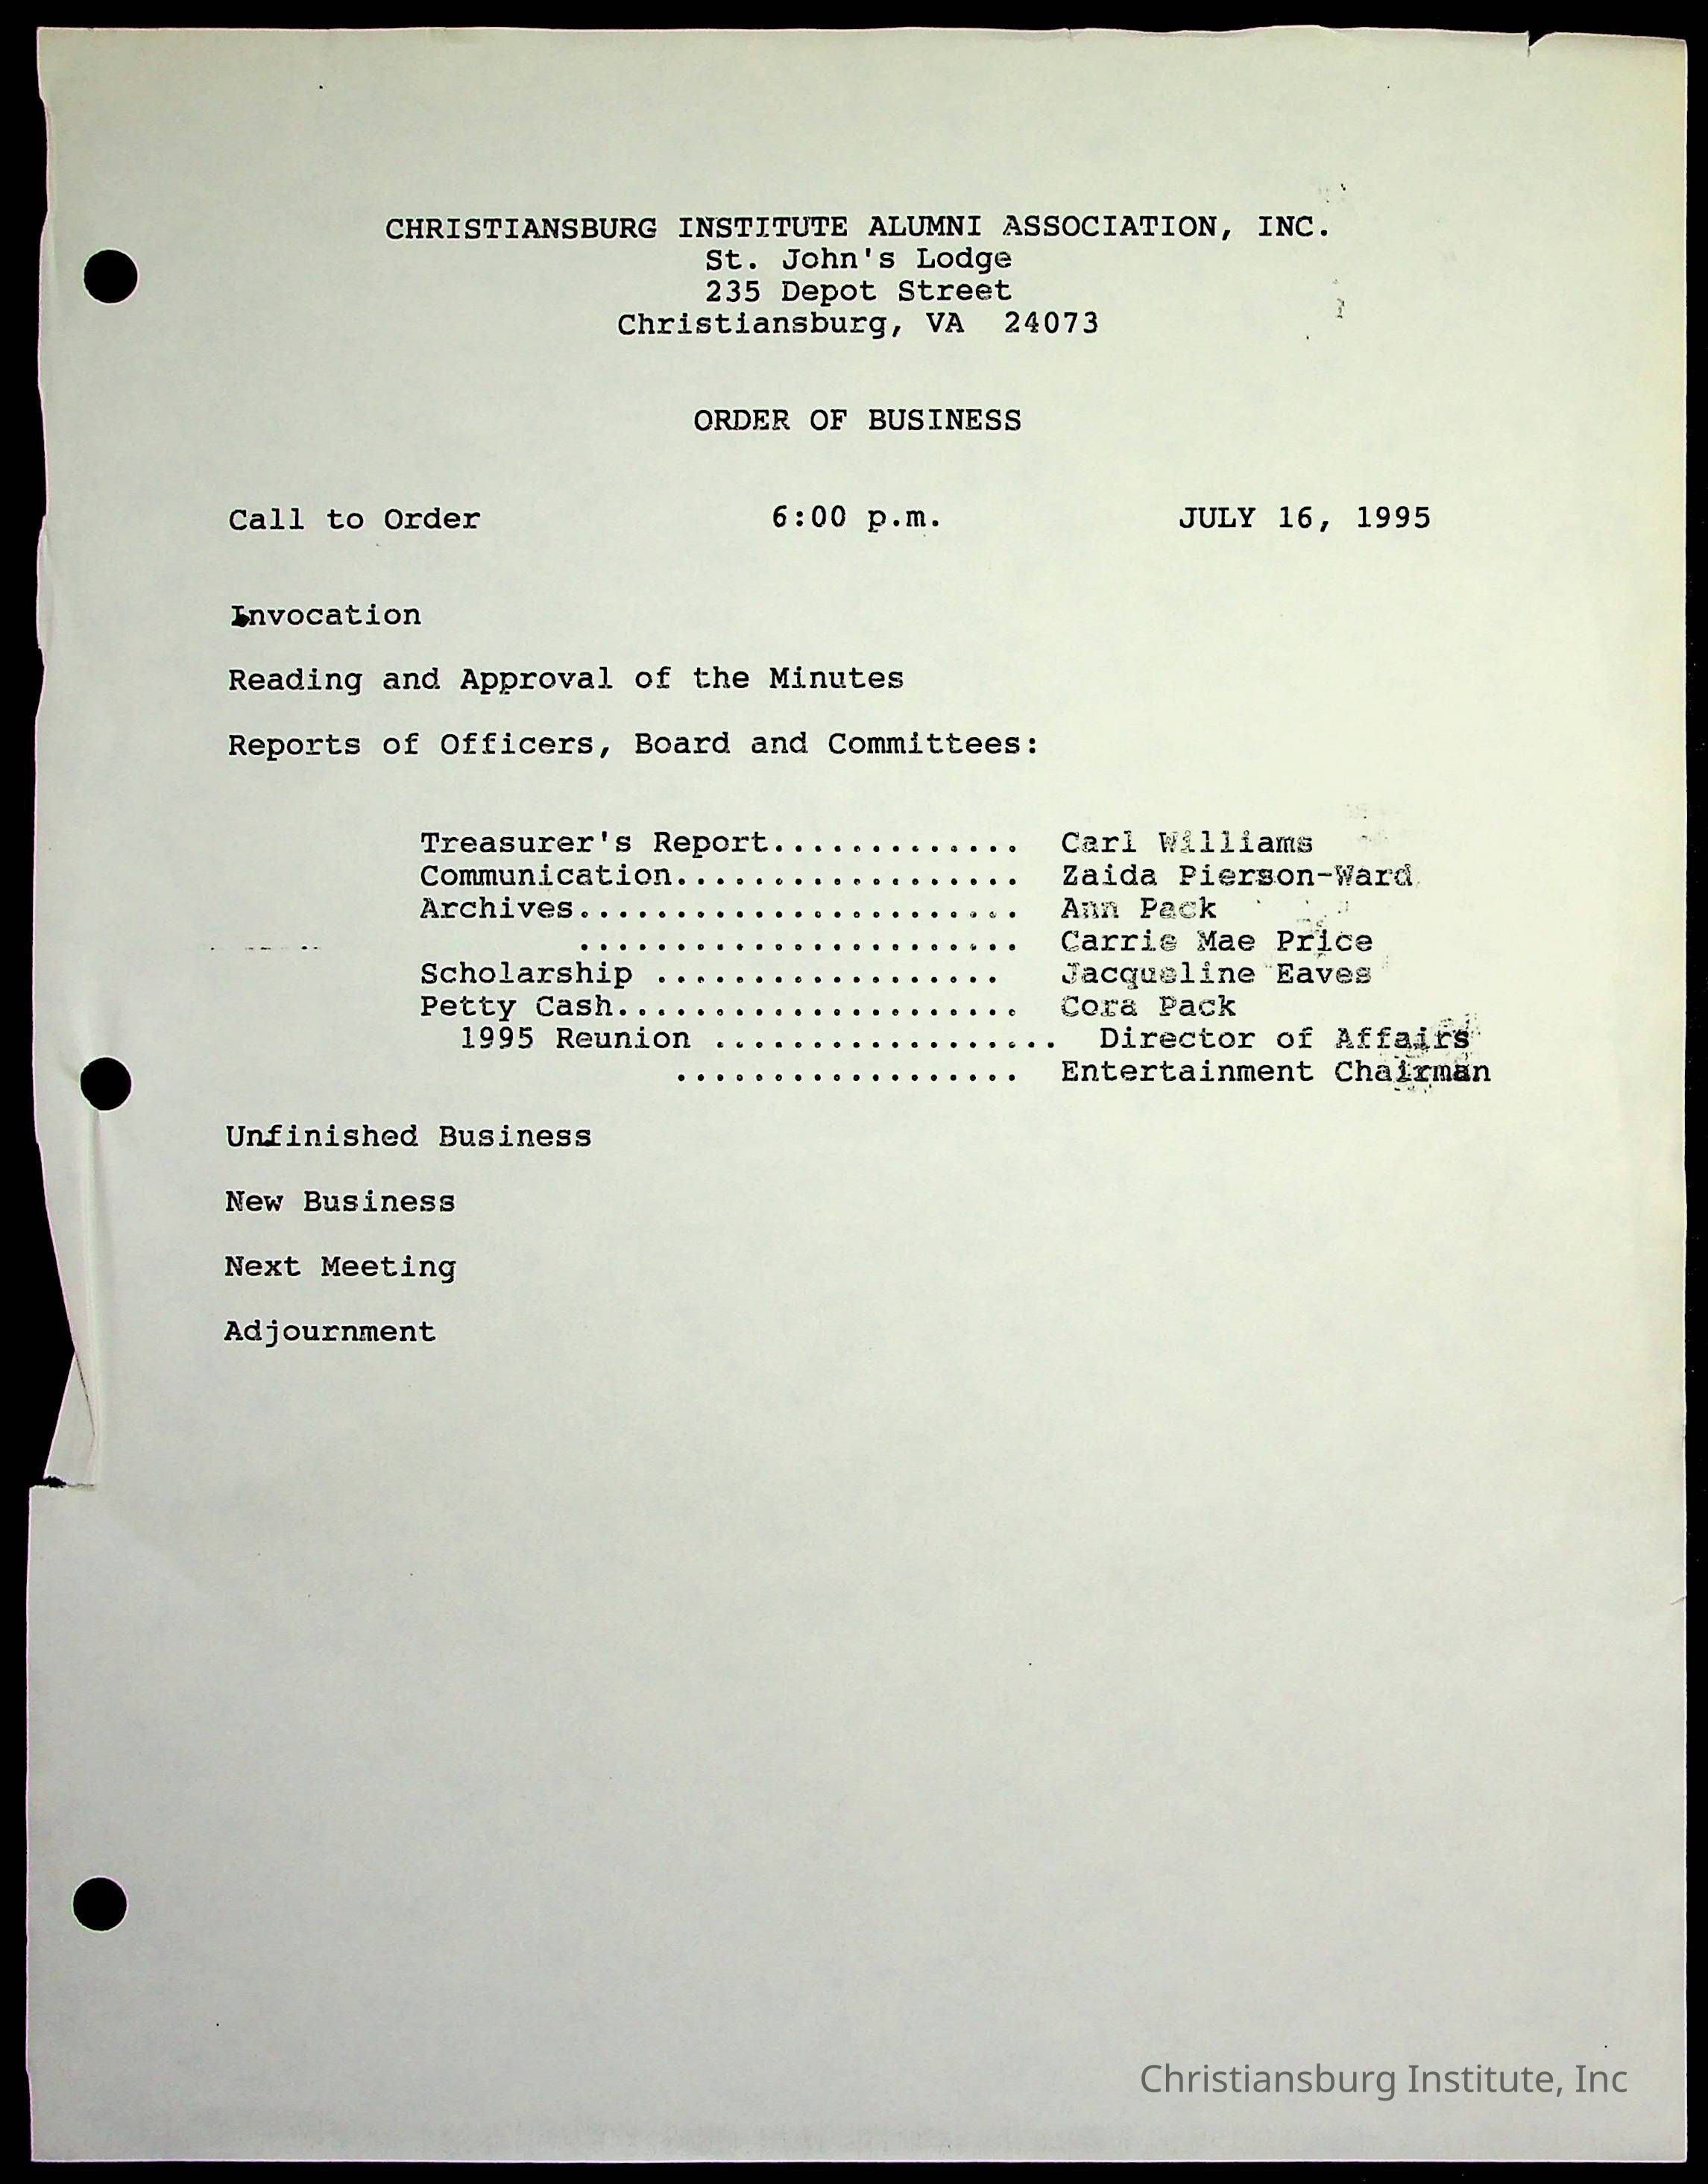 CHRISTIANSBURG INSTITUTE ALUMNI ASSOCIATION, INC.
St. John's Lodge
235 Depot Street
Christiansburg, VA 24073
ORDER OF BUSINESS
Call to Order 6:00 p.m. JULY 16, 1995
Invocation
Reading and Approval of the Minutes
Reports of Officers, Board and Committees:
Treasurer's Report............. Carl Williams
Communication.................. Zaida Pierson-Ward
Archives....................... Ann Pack
....................... Carrie Mae Price
Scholarship .................. Jacqueline Eaves
Petty Cash..................... Cora Pack
1995 Reunion .................. Director of Affairs
.................. Entertainment Chairman
Unfinished Business
New Business
Next Meeting
Adjournment
Christiansburg Institute, Inc